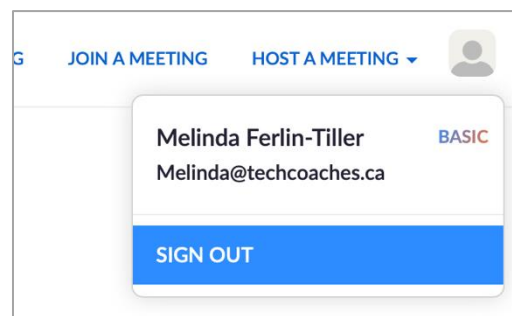 G JOIN A MEETING HOST A MEETING
Melinda Ferlin-Tiller BASIC
Melinda@techcoaches.ca
SIGN OUT